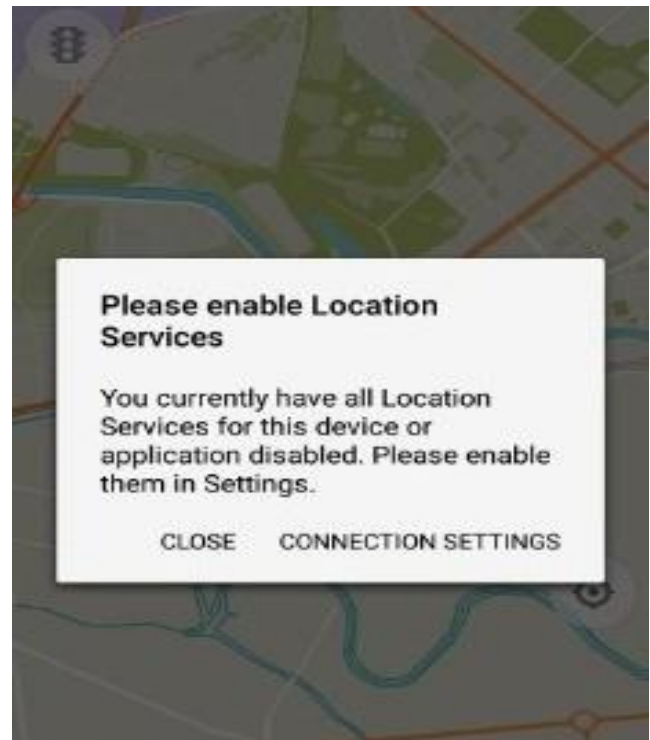 Please enable Location
Services
You currently have all Location
Services for this device or
application disabled. Please enable
them in Settings.
CLOSE CONNECTION SETTINGS